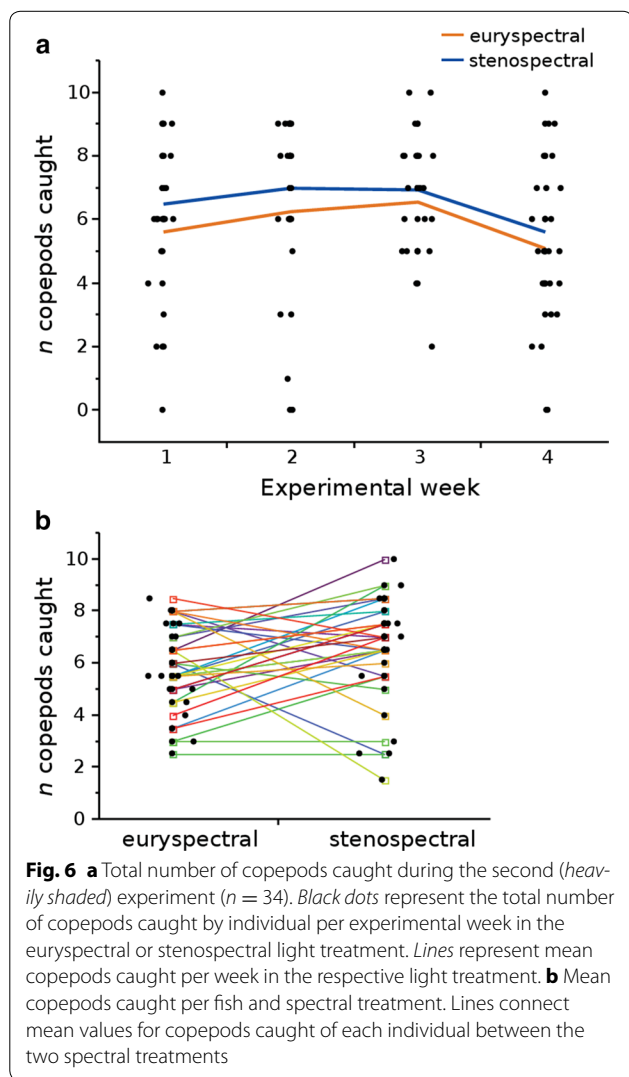 a
euryspectral
stenospectral
10
8
6
4
2
0
n copepods caught
1 2 3 4
Experimental week
b
10
8
6
4
2
0
n copepods caught
euryspectral stenospectral
Fig. 6 a Total number of copepods caught during the second (heav-
ily shaded) experiment (n = 34). Black dots represent the total number
of copepods caught by individual per experimental week in the
euryspectral or stenospectral light treatment. Lines represent mean
copepods caught per week in the respective light treatment. b Mean
copepods caught per fish and spectral treatment. Lines connect
mean values for copepods caught of each individual between the
two spectral treatments